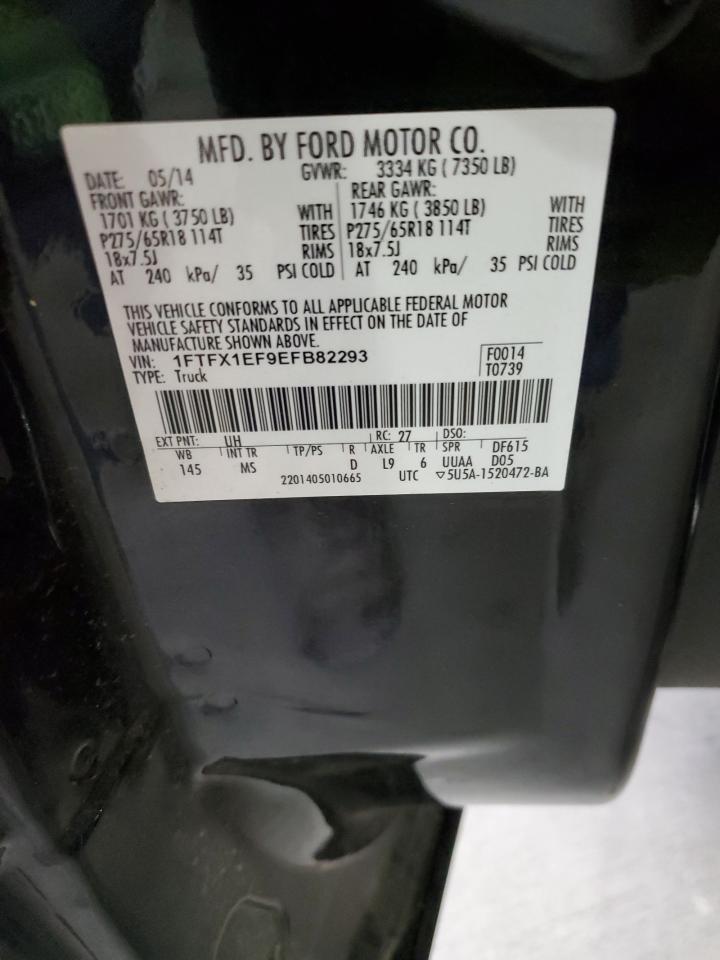 MFD. BY FORD MOTOR CO.
DATE: 05/14 GVWR: 3334 KG ( 7350 LB)
FRONT GAWR: REAR GAWR:
1701 KG ( 3750 LB) WITH 1746 KG ( 3850 LB) WITH
P275/65R18 114T TIRES P275/65R18 114T TIRES
18x7.5J RIMS 18x7.5J RIMS
AT 240 kPa/ 35 PSI COLD AT 240 kPa/ 35 PSI COLD
THIS VEHICLE CONFORMS TO ALL APPLICABLE FEDERAL MOTOR
VEHICLE SAFETY STANDARDS IN EFFECT ON THE DATE OF
MANUFACTURE SHOWN ABOVE.
VIN: 1FTFX1EF9EFB82293 F0014
TYPE: Truck T0739
EXT PNT: UH RC: 27 DSO:
WB INT TR TP/PS R AXLE TR SPR DF615
145 MS D L9 6 UUAA D05
2201405010665 UTC ▽5U5A-1520472-BA